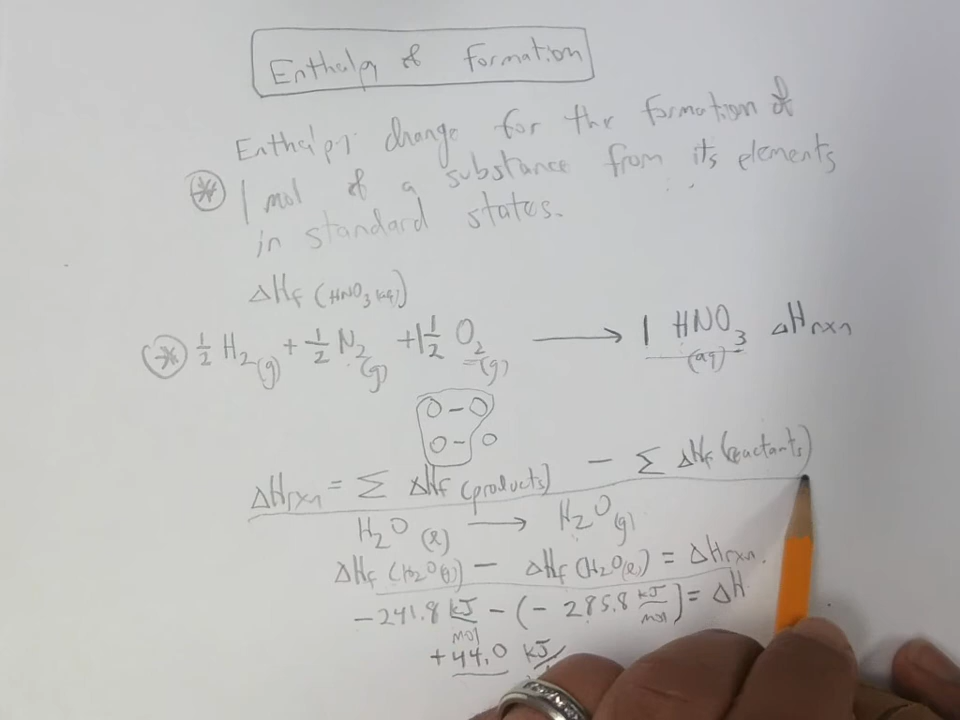 Enthalpy of formation
Enthalpy change for the formation of
1 mol of a substance from its elements
in standard states.
ΔHf (HNO3 (aq))
½ H2(g) + ½ N2(g) + 1½ O2(g) → 1 HNO3(aq) ΔHrxn
O-O
O-O
ΔHrxn = Σ ΔHf (products) - Σ ΔHf (reactants)
H2O(l) → H2O(g)
ΔHf (H2O(g)) - ΔHf (H2O(l)) = ΔHrxn.
-241.8 kJ/mol - (-285.8 kJ/mol) = ΔH
+44.0 kJ/